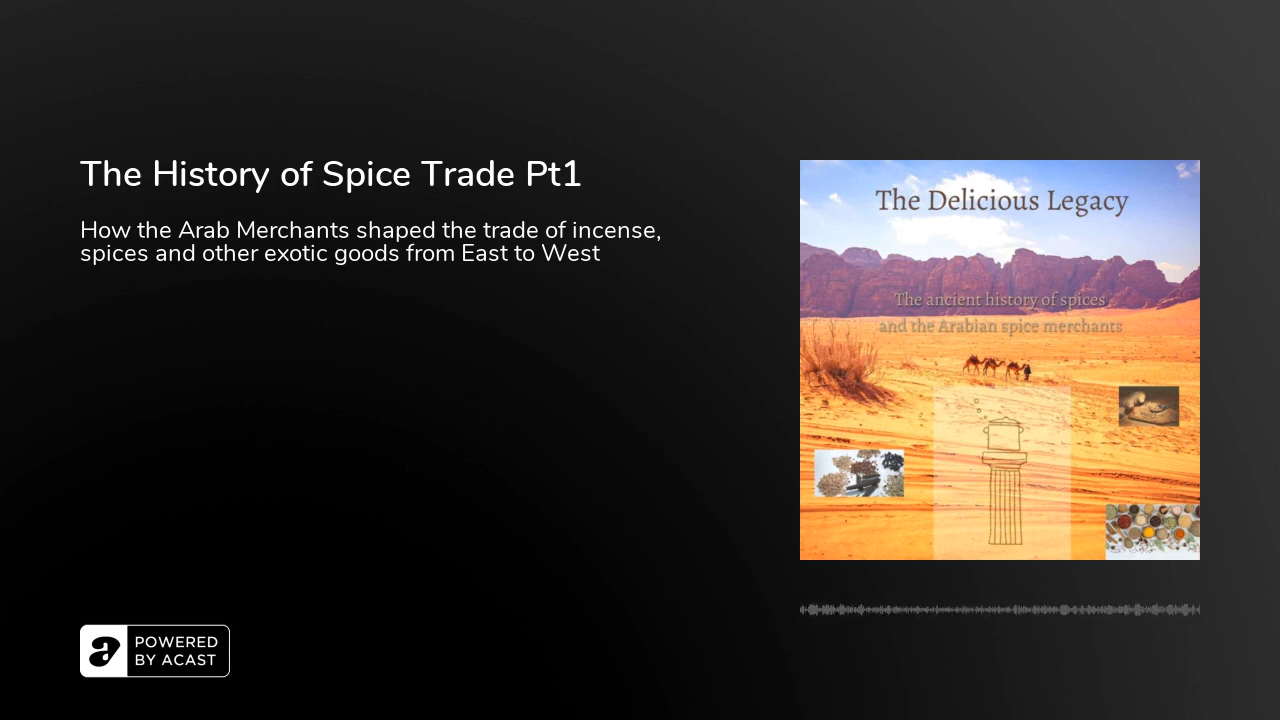 The History of Spice Trade Pt1
How the Arab Merchants shaped the trade of incense,
spices and other exotic goods from East to West
The Delicious Legacy
The ancient history of spices
and the Arabian spice merchants
a POWERED
BY ACAST